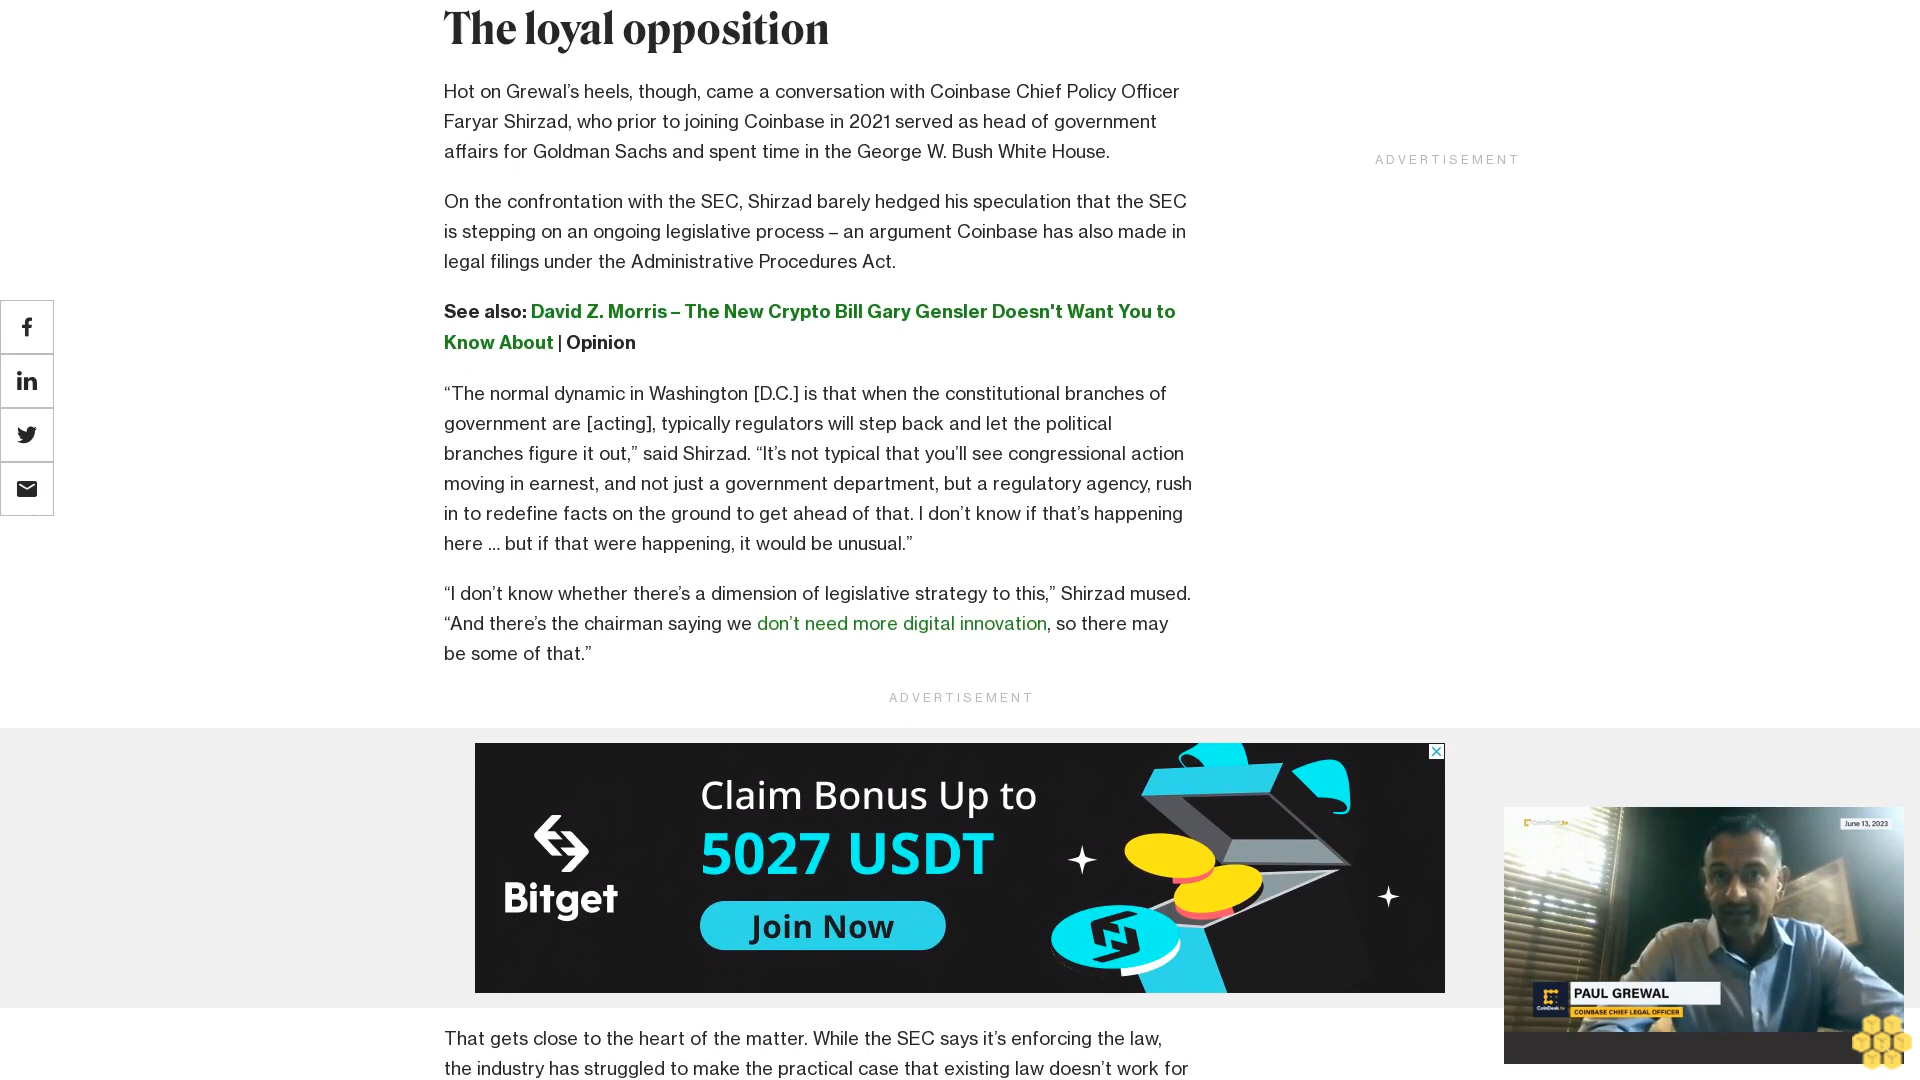 The loyal opposition
Hot on Grewal’s heels, though, came a conversation with Coinbase Chief Policy Officer
Faryar Shirzad, who prior to joining Coinbase in 2021 served as head of government
affairs for Goldman Sachs and spent time in the George W. Bush White House.
ADVERTISEMENT
On the confrontation with the SEC, Shirzad barely hedged his speculation that the SEC
is stepping on an ongoing legislative process – an argument Coinbase has also made in
legal filings under the Administrative Procedures Act.
See also: David Z. Morris – The New Crypto Bill Gary Gensler Doesn't Want You to
Know About | Opinion
“The normal dynamic in Washington [D.C.] is that when the constitutional branches of
government are [acting], typically regulators will step back and let the political
branches figure it out,” said Shirzad. “It’s not typical that you’ll see congressional action
moving in earnest, and not just a government department, but a regulatory agency, rush
in to redefine facts on the ground to get ahead of that. I don’t know if that’s happening
here … but if that were happening, it would be unusual.”
“I don’t know whether there’s a dimension of legislative strategy to this,” Shirzad mused.
“And there’s the chairman saying we don’t need more digital innovation, so there may
be some of that.”
ADVERTISEMENT
Claim Bonus Up to
5027 USDT
Bitget
Join Now
CoinDesk.tv
June 13, 2023
PAUL GREWAL
CoinDesk.tv
COINBASE CHIEF LEGAL OFFICER
That gets close to the heart of the matter. While the SEC says it’s enforcing the law,
the industry has struggled to make the practical case that existing law doesn’t work for